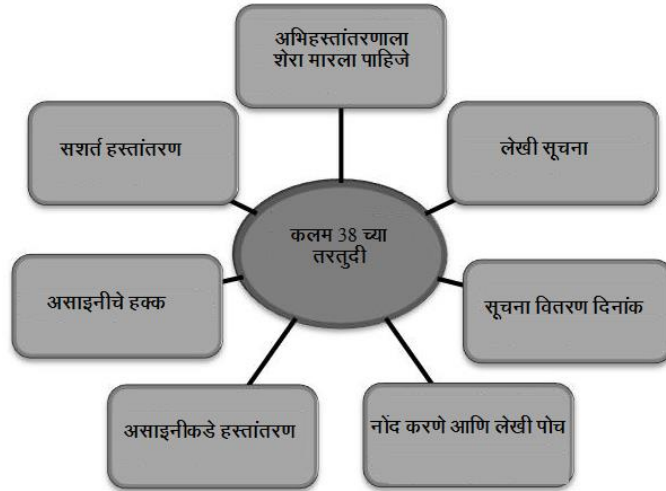 अभिहस्तांतरणाला
शेरा मारला पाहिजे
सशर्त हस्तांतरण
लेखी सूचना
कलम 38 च्या
तरतुदी
असाइनीचे हक्क
सूचना वितरण दिनांक
असाइनीकडे हस्तांतरण
नोंद करणे आणि लेखी पोच